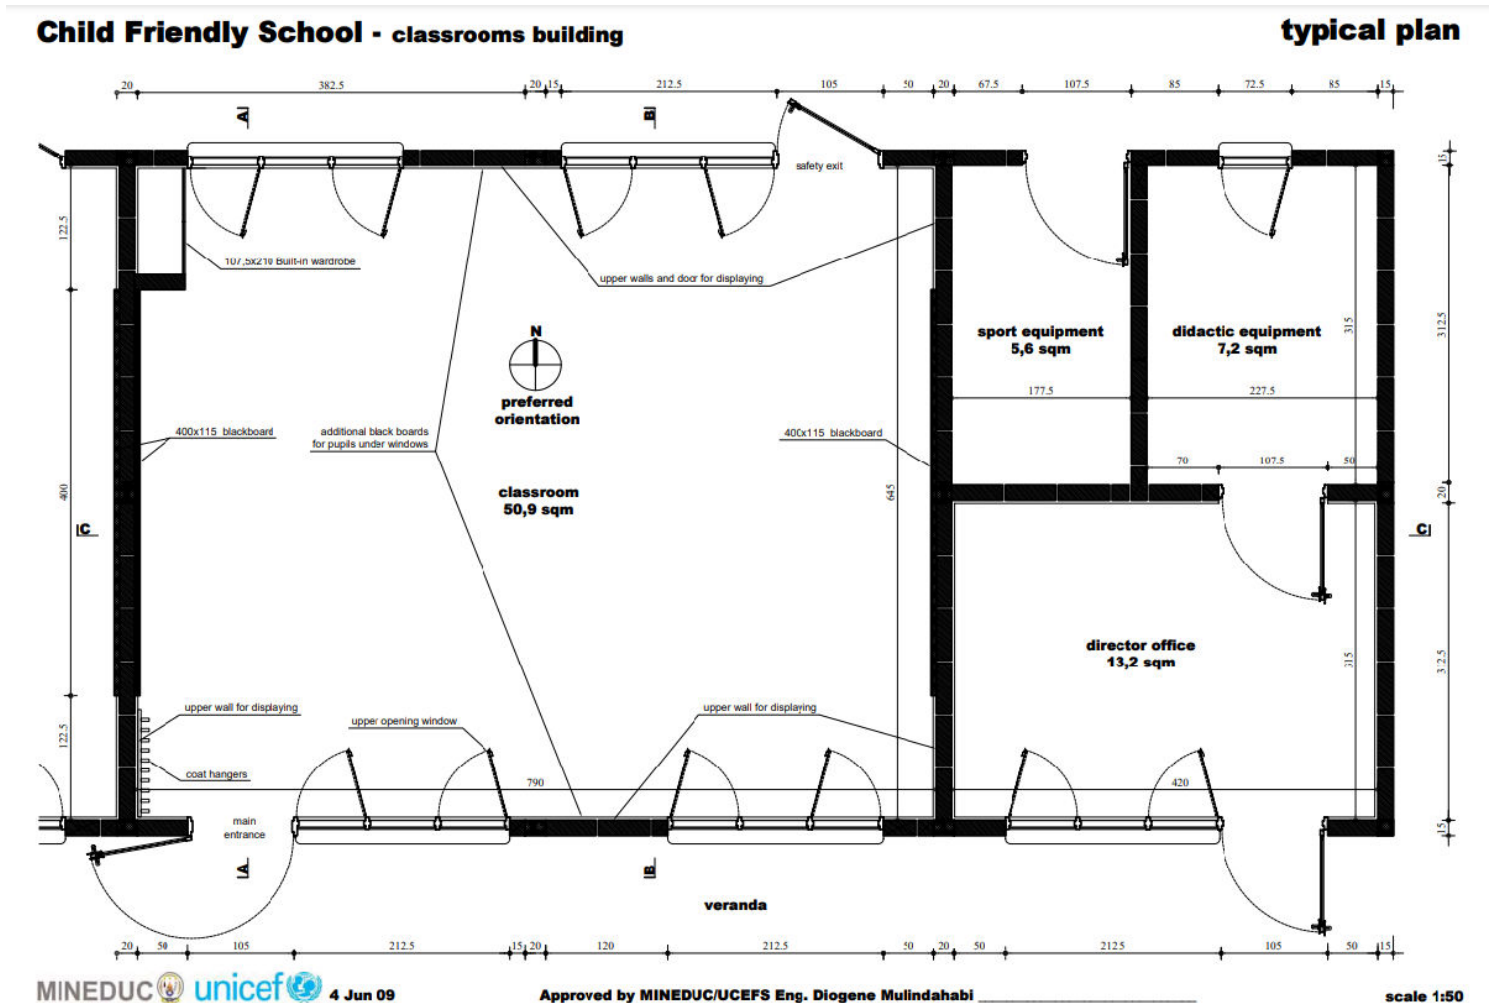 Child Friendly School - classrooms building
typical plan
20 382.5 20 15 212.5 105 50 20 67.5 107.5 85 72.5 85 15
A
B
safety exit
15
122.5
107,5x210 Built-in wardrobe
upper walls and door for displaying
N
preferred
orientation
sport equipment
5,6 sqm
didactic equipment
7,2 sqm
315
312.5
177.5
227.5
400x115 blackboard
additional black boards
for pupils under windows
400x115 blackboard
70 107.5 50
400
classroom
50,9 sqm
645
20
C
C
director office
13,2 sqm
315
312.5
upper wall for displaying
upper opening window
upper wall for displaying
122.5
coat hangers
790
420
main
entrance
15
A
B
veranda
20 50 105 212.5 15 20 120 212.5 50 20 50 212.5 105 50 15
MINEDUC unicef 4 Jun 09
Approved by MINEDUC/UCEFS Eng. Diogene Mulindahabi
scale 1:50